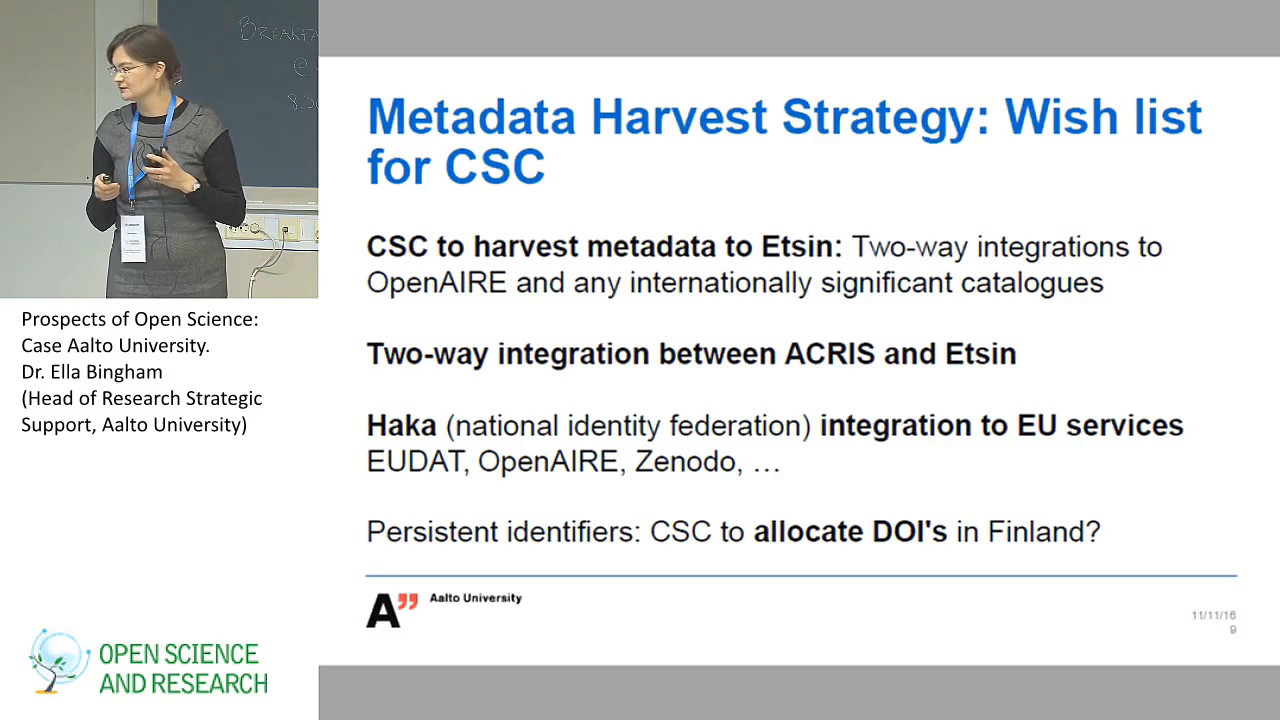 BREAKFA
@
8.30
Metadata Harvest Strategy: Wish list
for CSC
CSC to harvest metadata to Etsin: Two-way integrations to
OpenAIRE and any internationally significant catalogues
Two-way integration between ACRIS and Etsin
Haka (national identity federation) integration to EU services
EUDAT, OpenAIRE, Zenodo, …
Persistent identifiers: CSC to allocate DOI's in Finland?
A”
Aalto University
11/11/16
9
Prospects of Open Science:
Case Aalto University.
Dr. Ella Bingham
(Head of Research Strategic
Support, Aalto University)
OPEN SCIENCE
AND RESEARCH